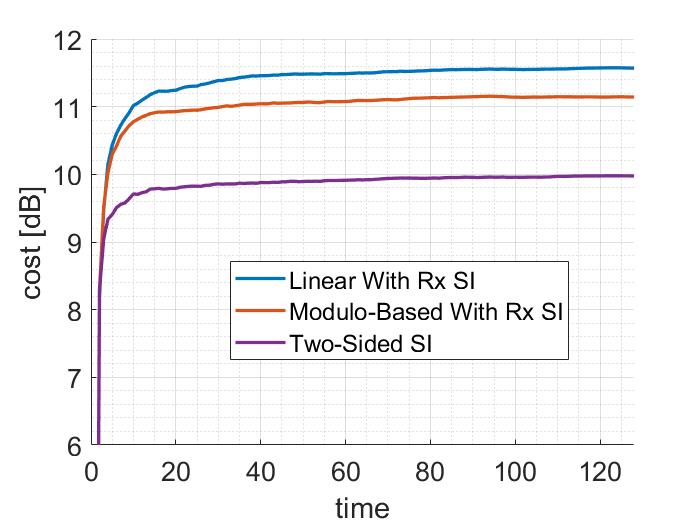 12
11
10
9
8
7
6
cost [dB]
Linear With Rx SI
Modulo-Based With Rx SI
Two-Sided SI
0 20 40 60 80 100 120
time